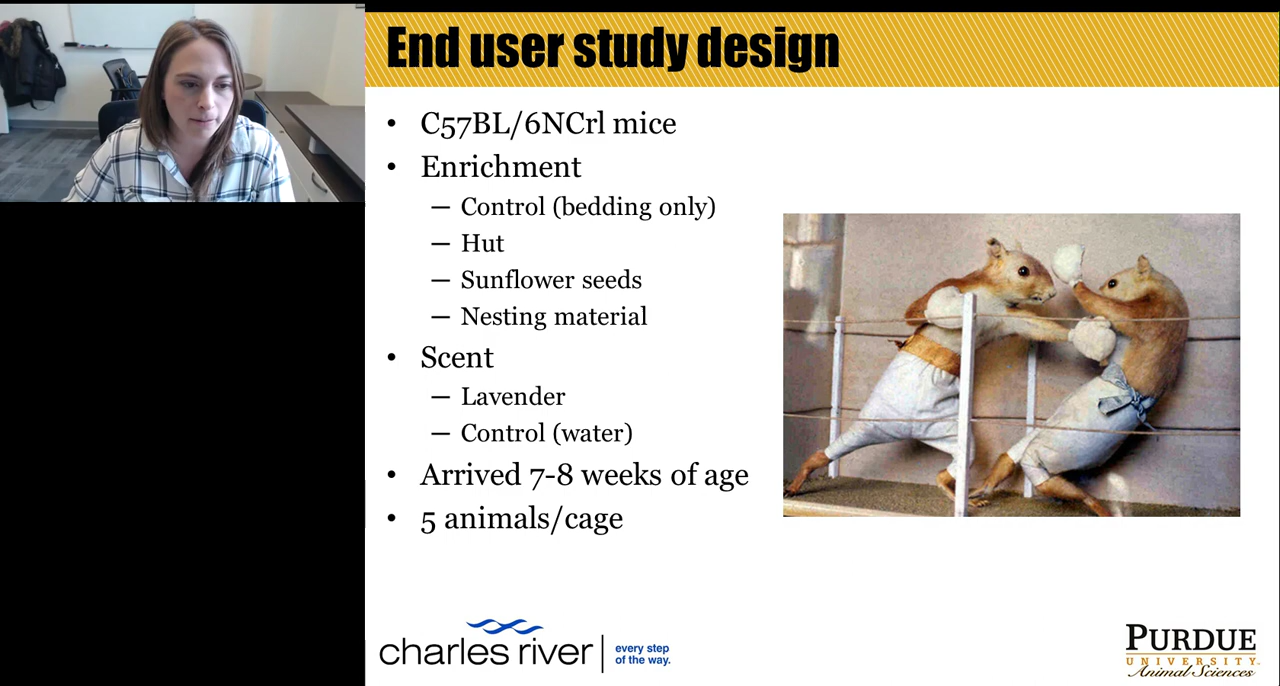 End user study design
• C57BL/6NCrl mice
• Enrichment
— Control (bedding only)
— Hut
— Sunflower seeds
— Nesting material
• Scent
— Lavender
— Control (water)
• Arrived 7-8 weeks of age
• 5 animals/cage
charles river
every step
of the way.
PURDUE
UNIVERSITY
Animal Sciences